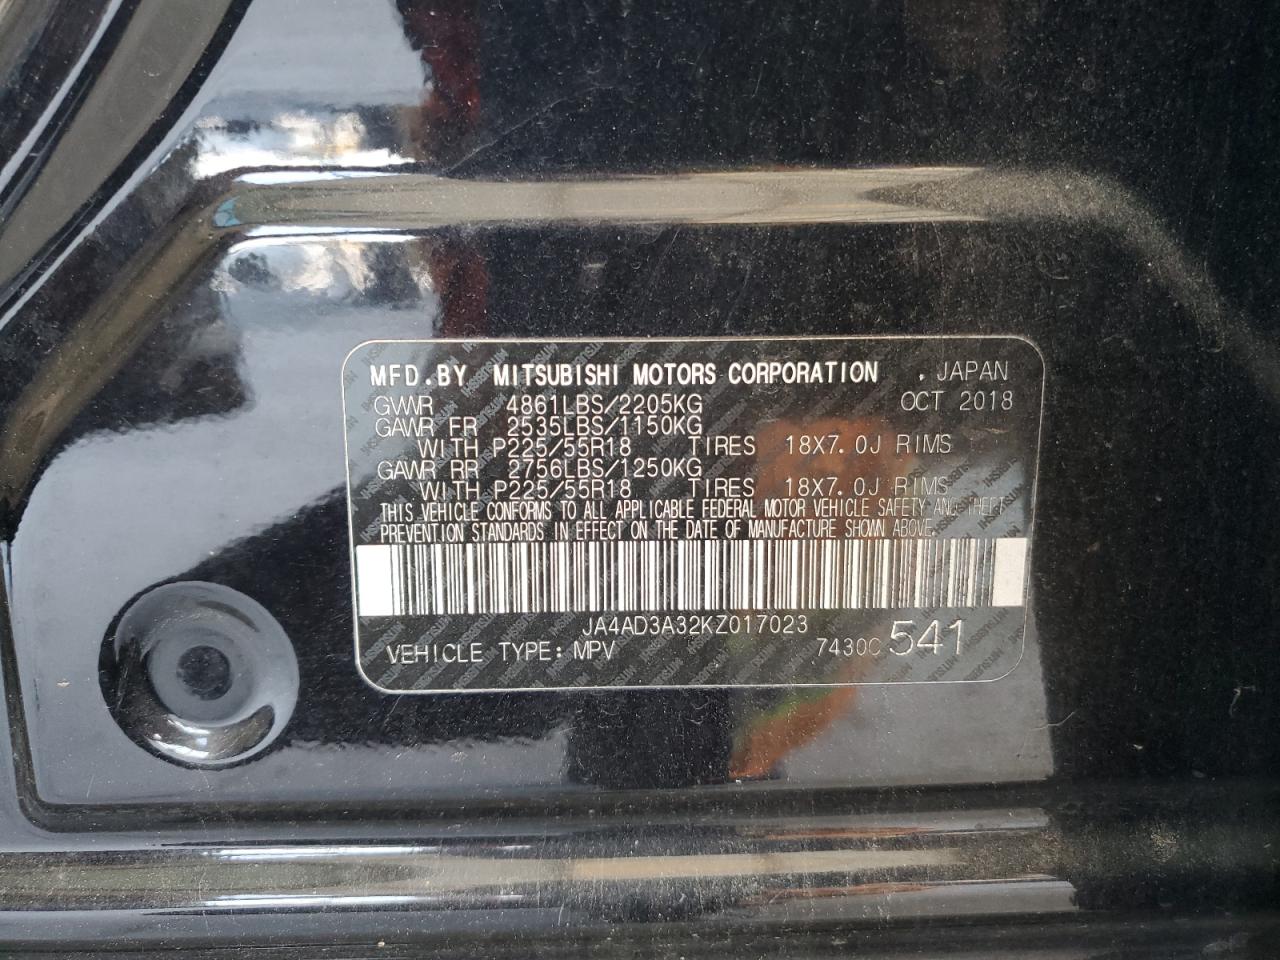 MFD.BY MITSUBISHI MOTORS CORPORATION , JAPAN
GVWR 4861LBS/2205KG OCT 2018
GAWR FR 2535LBS/1150KG
WITH P225/55R18 TIRES 18X7.0J RIMS
GAWR RR 2756LBS/1250KG
WITH P225/55R18 TIRES 18X7.0J RIMS
THIS VEHICLE CONFORMS TO ALL APPLICABLE FEDERAL MOTOR VEHICLE SAFETY AND THEFT
PREVENTION STANDARDS IN EFFECT ON THE DATE OF MANUFACTURE SHOWN ABOVE.
JA4AD3A32KZ017023
VEHICLE TYPE: MPV 7430C 541